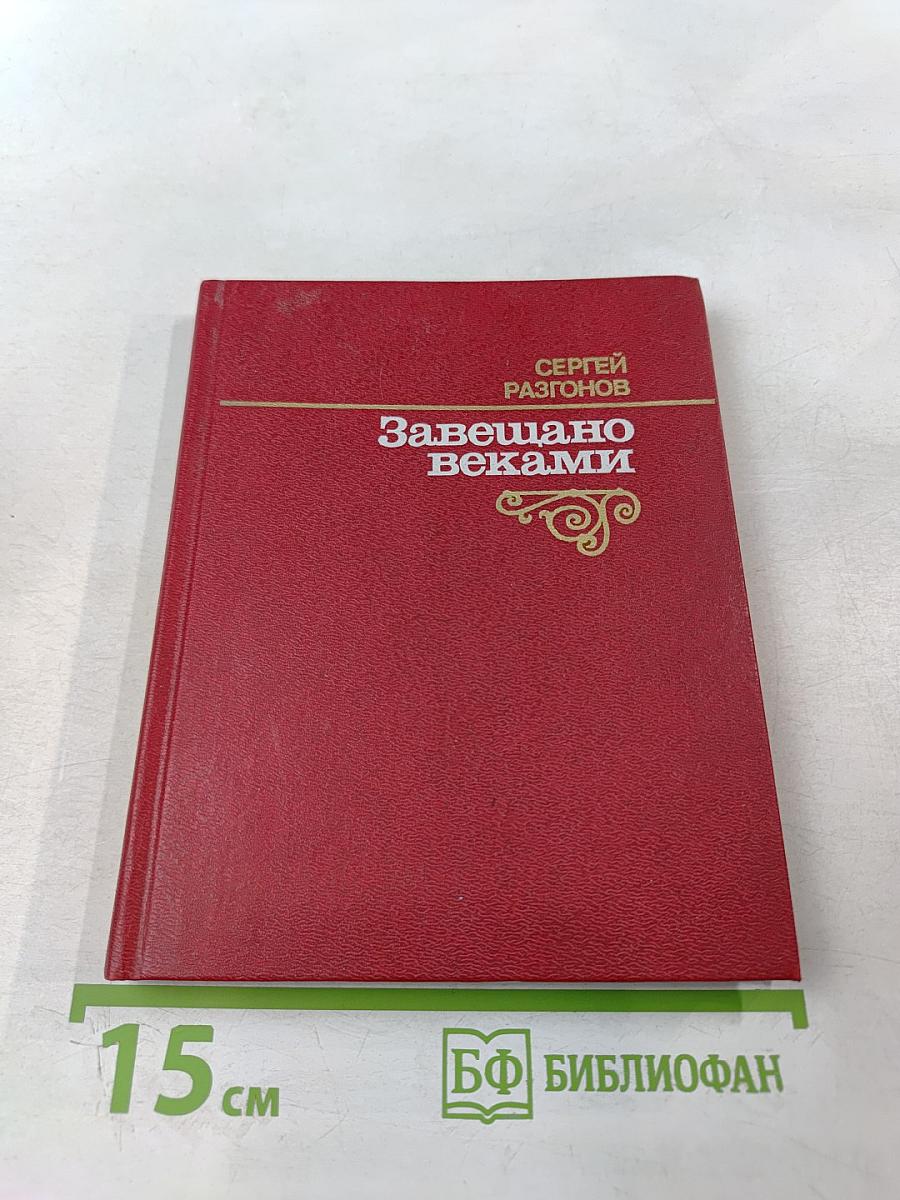 СЕРГЕЙ
РАЗГОНОВ
Завещано
веками
15 см
БФ БИБЛИОФАН